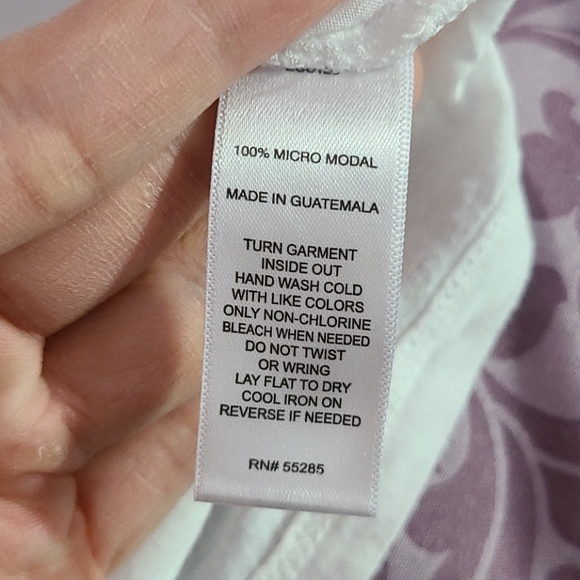 100% MICRO MODAL
MADE IN GUATEMALA
TURN GARMENT
INSIDE OUT
HAND WASH COLD
WITH LIKE COLORS
ONLY NON-CHLORINE
BLEACH WHEN NEEDED
DO NOT TWIST
OR WRING
LAY FLAT TO DRY
COOL IRON ON
REVERSE IF NEEDED
RN# 55285